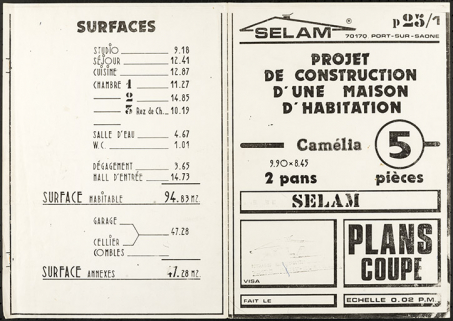 SURFACES
STUDIO 9.18
SÉJOUR 12.41
CUISINE 12.87
CHAMBRE 1 11.27
2 14.85
3 Rez de Ch... 10.19
SALLE D'EAU 4.67
W.C. 1.01
DÉGAGEMENT 3.65
HALL D'ENTRÉE 14.73
SURFACE HABITABLE 94.83 M2.
GARAGE
CELLIER 47.28
COMBLES
SURFACE ANNEXES 47.28 M2.
SELAM
p 25/1
70170 PORT-SUR-SAONE
PROJET
DE CONSTRUCTION
D'UNE MAISON
D'HABITATION
Camélia 5
9.90 x 8.45
2 pans pièces
SELAM
VISA
PLANS
COUPE
FAIT LE
ECHELLE 0.02 P.M.